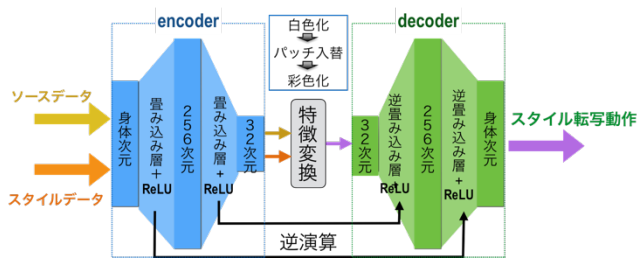 encoder
decoder
白色化
パッチ入替
彩色化
ソースデータ
スタイルデータ
身体次元
畳み込み層+ReLU
256次元
畳み込み層+ReLU
32次元
特徴変換
32次元
逆畳み込み層+ReLU
256次元
逆畳み込み層+ReLU
身体次元
スタイル転写動作
逆演算